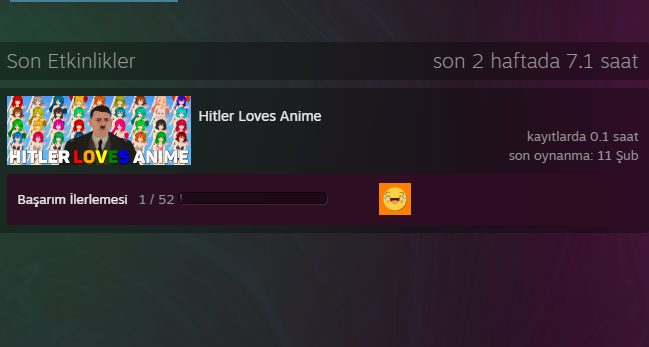 Son Etkinlikler
son 2 haftada 7.1 saat
HITLER LOVES ANIME
Hitler Loves Anime
kayıtlarda 0.1 saat
son oynanma: 11 Şub
Başarım İlerlemesi 1 / 52